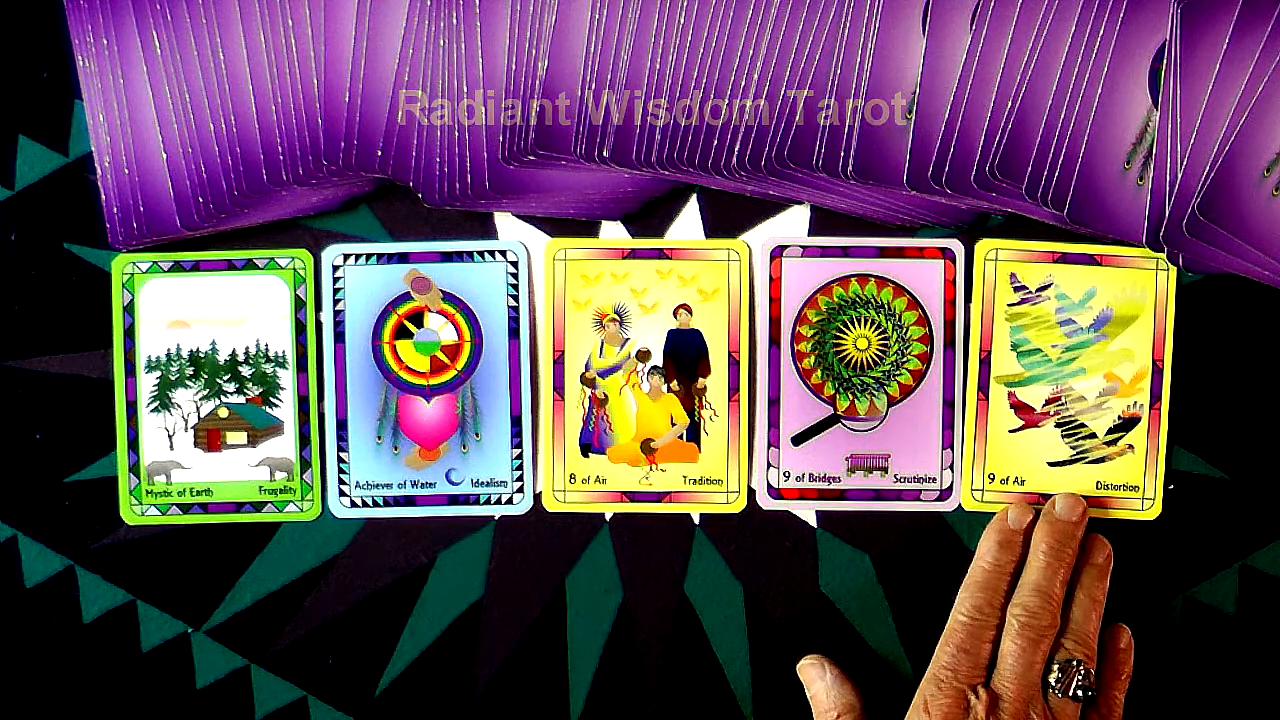 Radiant Wisdom Tarot
Mystic of Earth Frugality
Achiever of Water Idealism
8 of Air Tradition
9 of Bridges Scrutinize
9 of Air Distortion